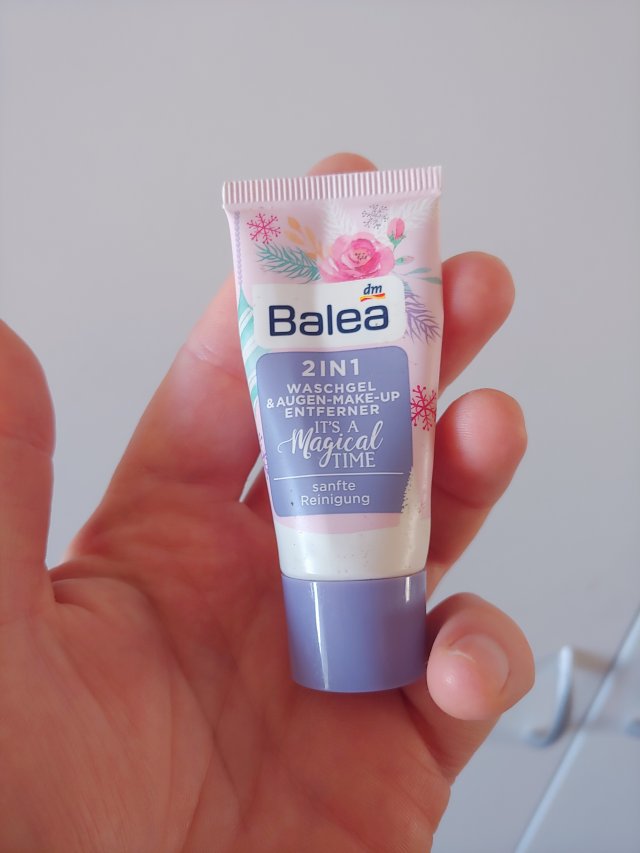 dm
Balea
2IN1
WASCHGEL
& AUGEN-MAKE-UP
ENTFERNER
IT'S A
Magical
TIME
sanfte
Reinigung